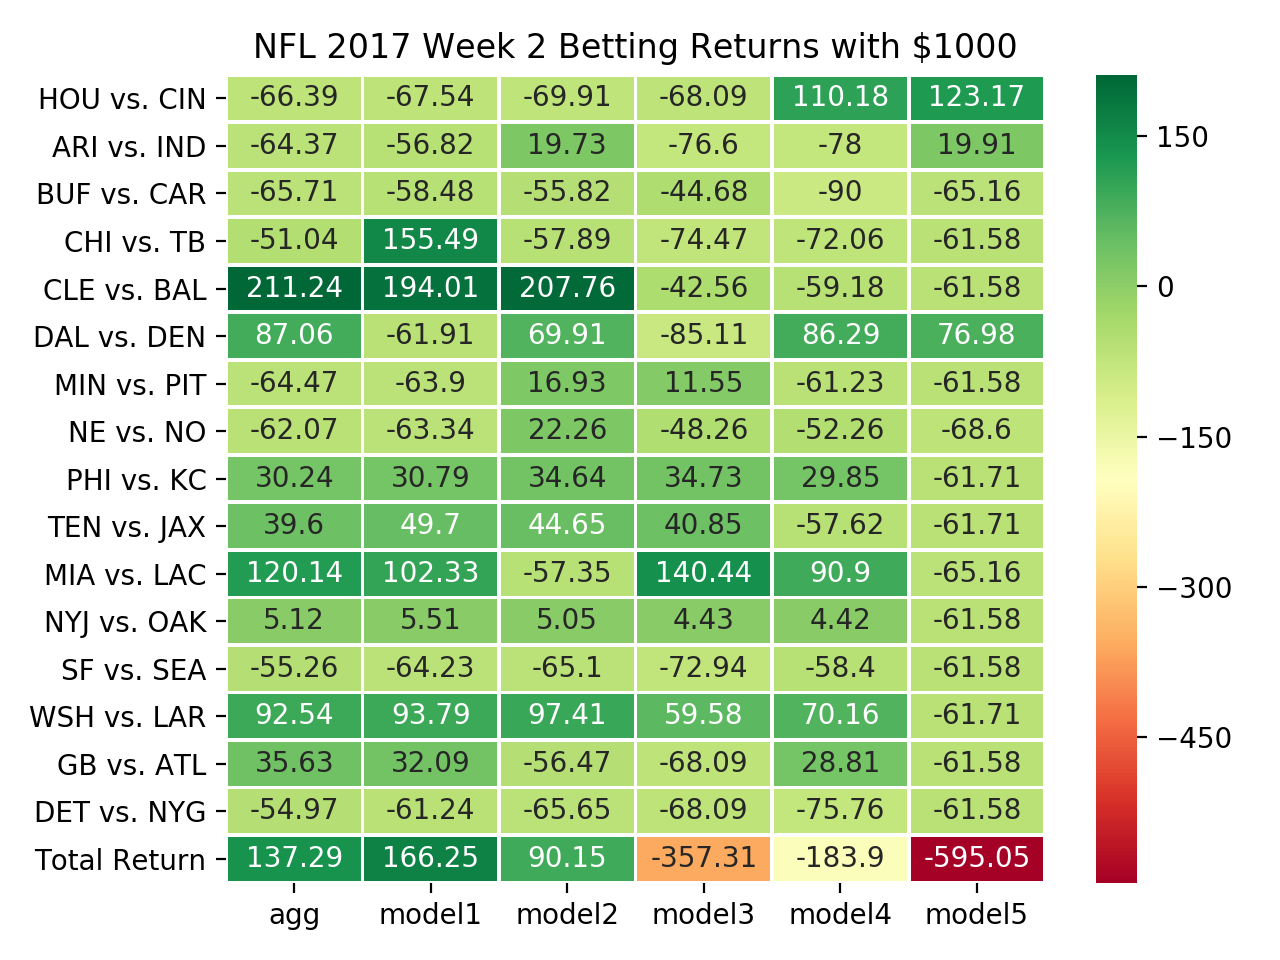 NFL 2017 Week 2 Betting Returns with $1000
HOU vs. CIN -66.39 -67.54 -69.91 -68.09 110.18 123.17
ARI vs. IND -64.37 -56.82 19.73 -76.6 -78 19.91
BUF vs. CAR -65.71 -58.48 -55.82 -44.68 -90 -65.16
CHI vs. TB -51.04 155.49 -57.89 -74.47 -72.06 -61.58
CLE vs. BAL 211.24 194.01 207.76 -42.56 -59.18 -61.58
DAL vs. DEN 87.06 -61.91 69.91 -85.11 86.29 76.98
MIN vs. PIT -64.47 -63.9 16.93 11.55 -61.23 -61.58
NE vs. NO -62.07 -63.34 22.26 -48.26 -52.26 -68.6
PHI vs. KC 30.24 30.79 34.64 34.73 29.85 -61.71
TEN vs. JAX 39.6 49.7 44.65 40.85 -57.62 -61.71
MIA vs. LAC 120.14 102.33 -57.35 140.44 90.9 -65.16
NYJ vs. OAK 5.12 5.51 5.05 4.43 4.42 -61.58
SF vs. SEA -55.26 -64.23 -65.1 -72.94 -58.4 -61.58
WSH vs. LAR 92.54 93.79 97.41 59.58 70.16 -61.71
GB vs. ATL 35.63 32.09 -56.47 -68.09 28.81 -61.58
DET vs. NYG -54.97 -61.24 -65.65 -68.09 -75.76 -61.58
Total Return 137.29 166.25 90.15 -357.31 -183.9 -595.05
agg model1 model2 model3 model4 model5
150
0
−150
−300
−450